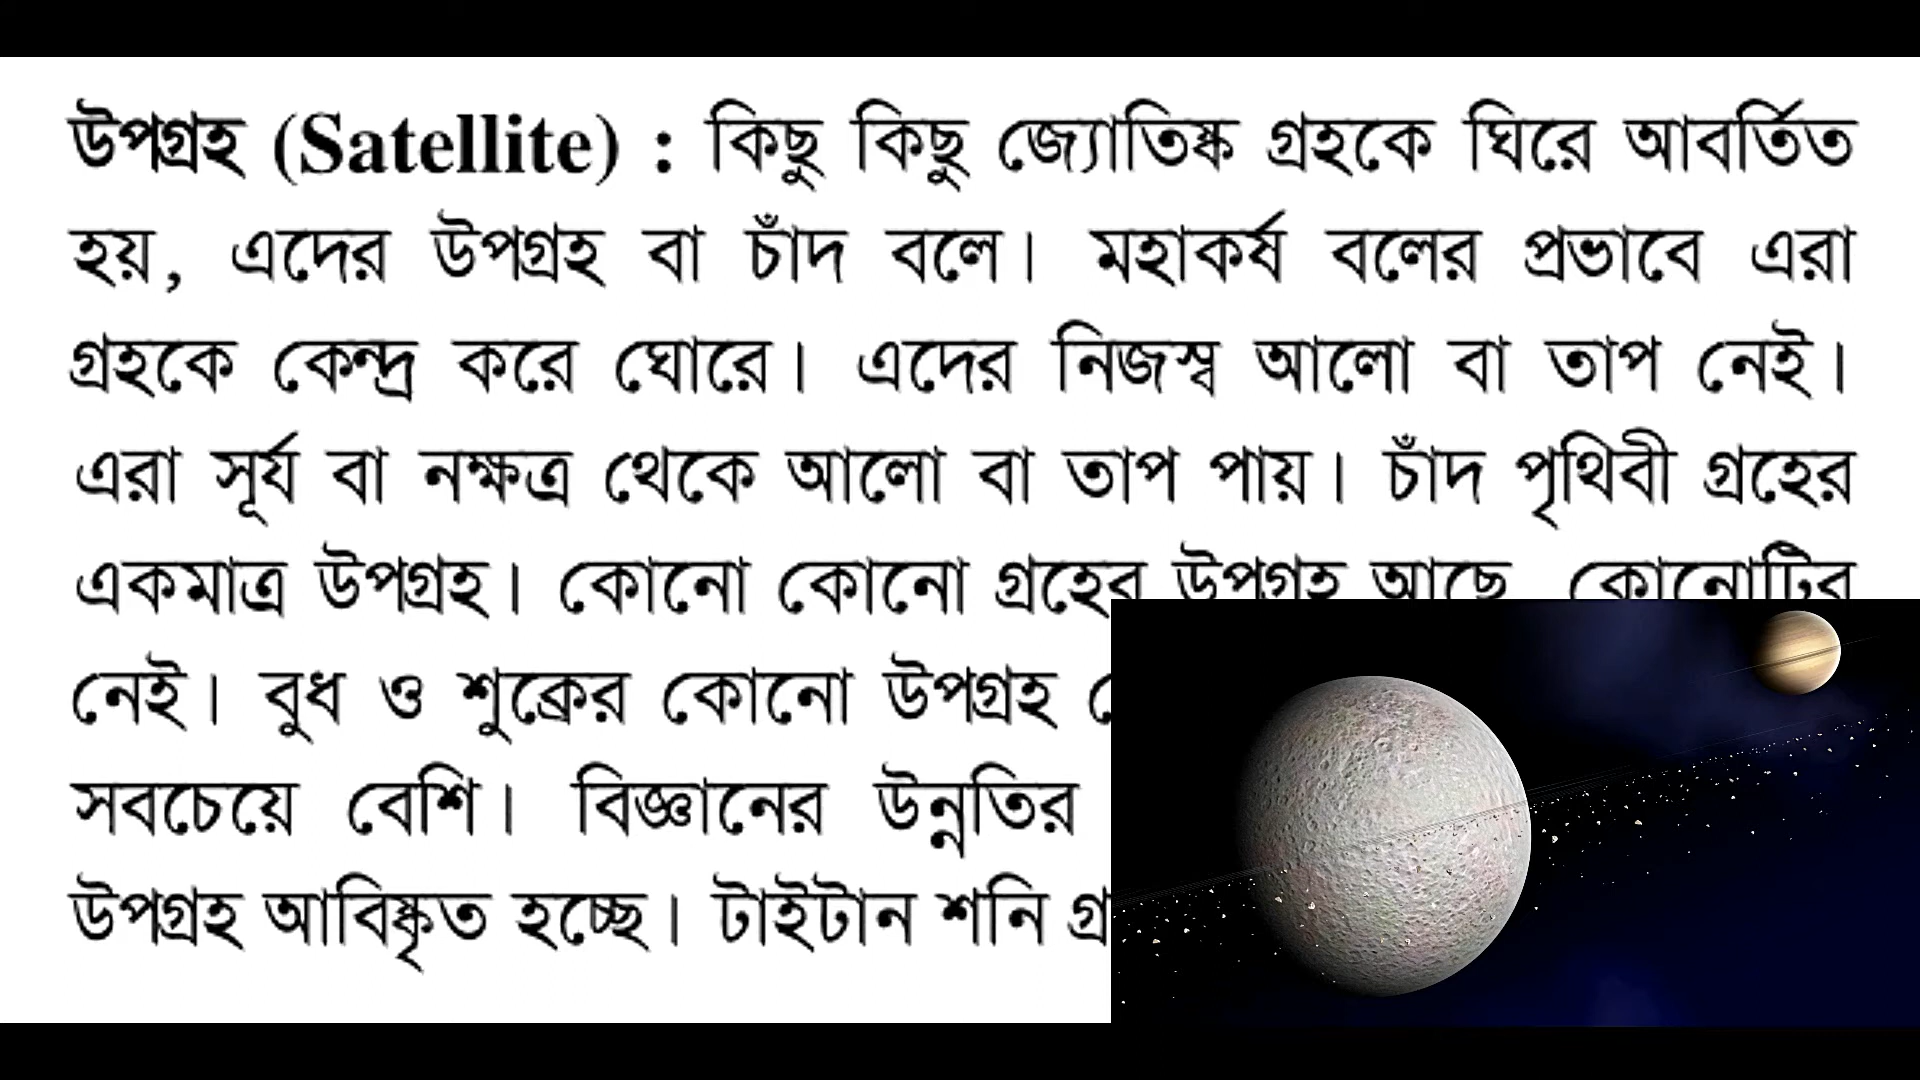 উপগ্রহ (Satellite) : কিছু কিছু জ্যোতিষ্ক গ্রহকে ঘিরে আবর্তিত
হয়, এদের উপগ্রহ বা চাঁদ বলে। মহাকর্ষ বলের প্রভাবে এরা
গ্রহকে কেন্দ্র করে ঘোরে। এদের নিজস্ব আলো বা তাপ নেই।
এরা সূর্য বা নক্ষত্র থেকে আলো বা তাপ পায়। চাঁদ পৃথিবী গ্রহের
একমাত্র উপগ্রহ। কোনো কোনো গ্রহের উপগ্রহ আছে কোনোটির
নেই। বুধ ও শুক্রের কোনো উপগ্রহ
সবচেয়ে বেশি। বিজ্ঞানের উন্নতির
উপগ্রহ আবিষ্কৃত হচ্ছে। টাইটান শনি